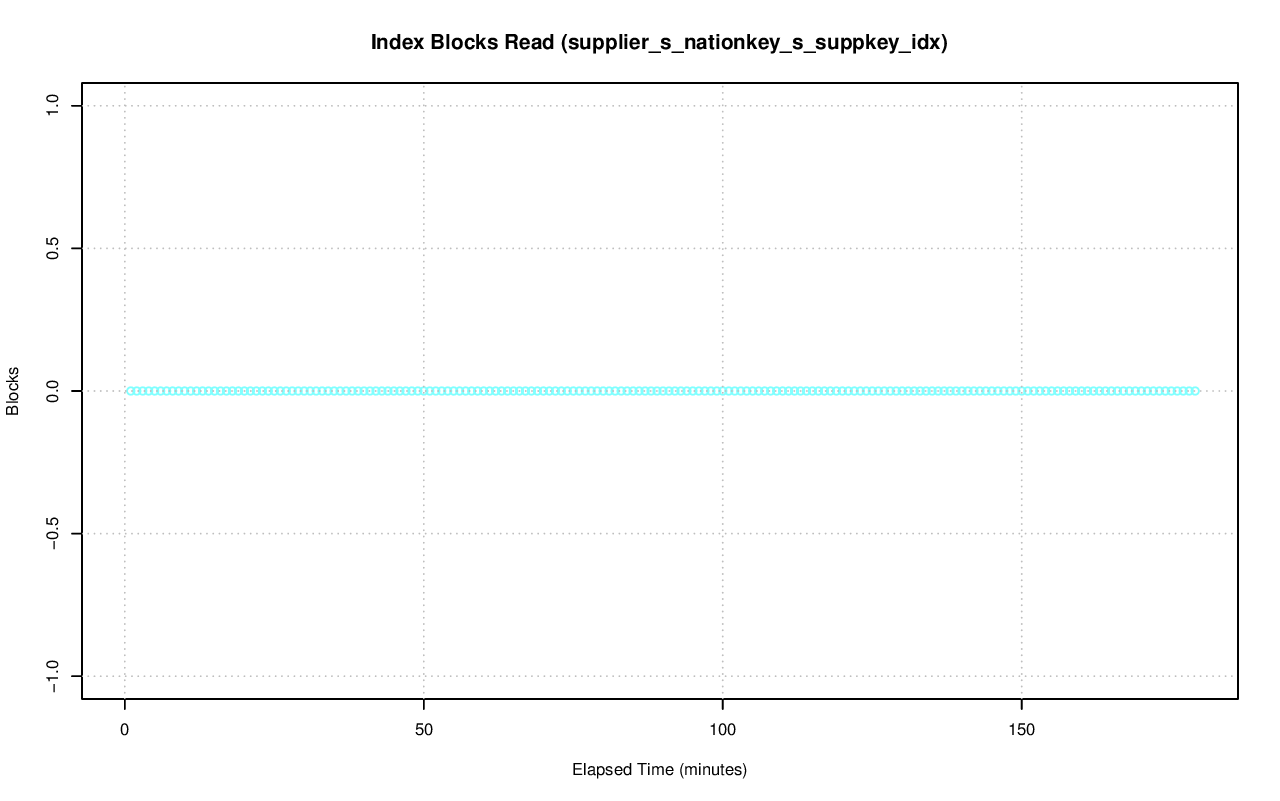 Index Blocks Read (supplier_s_nationkey_s_suppkey_idx)
Blocks
1.0
0.5
0.0
−0.5
−1.0
0 50 100 150
Elapsed Time (minutes)